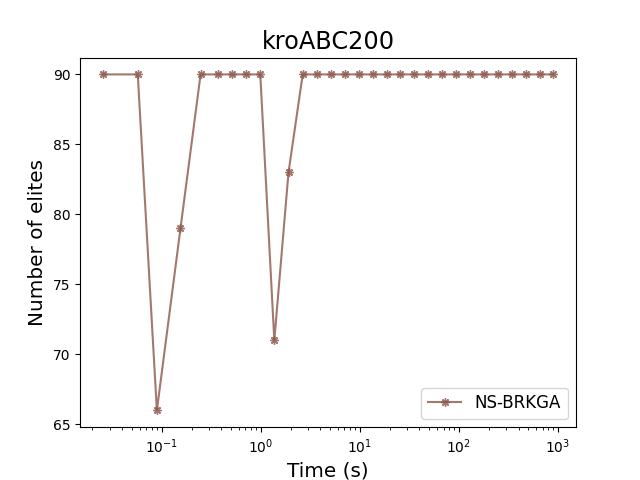 kroABC200
Number of elites
90
85
80
75
70
65
10⁻¹ 10⁰ 10¹ 10² 10³
Time (s)
NS-BRKGA